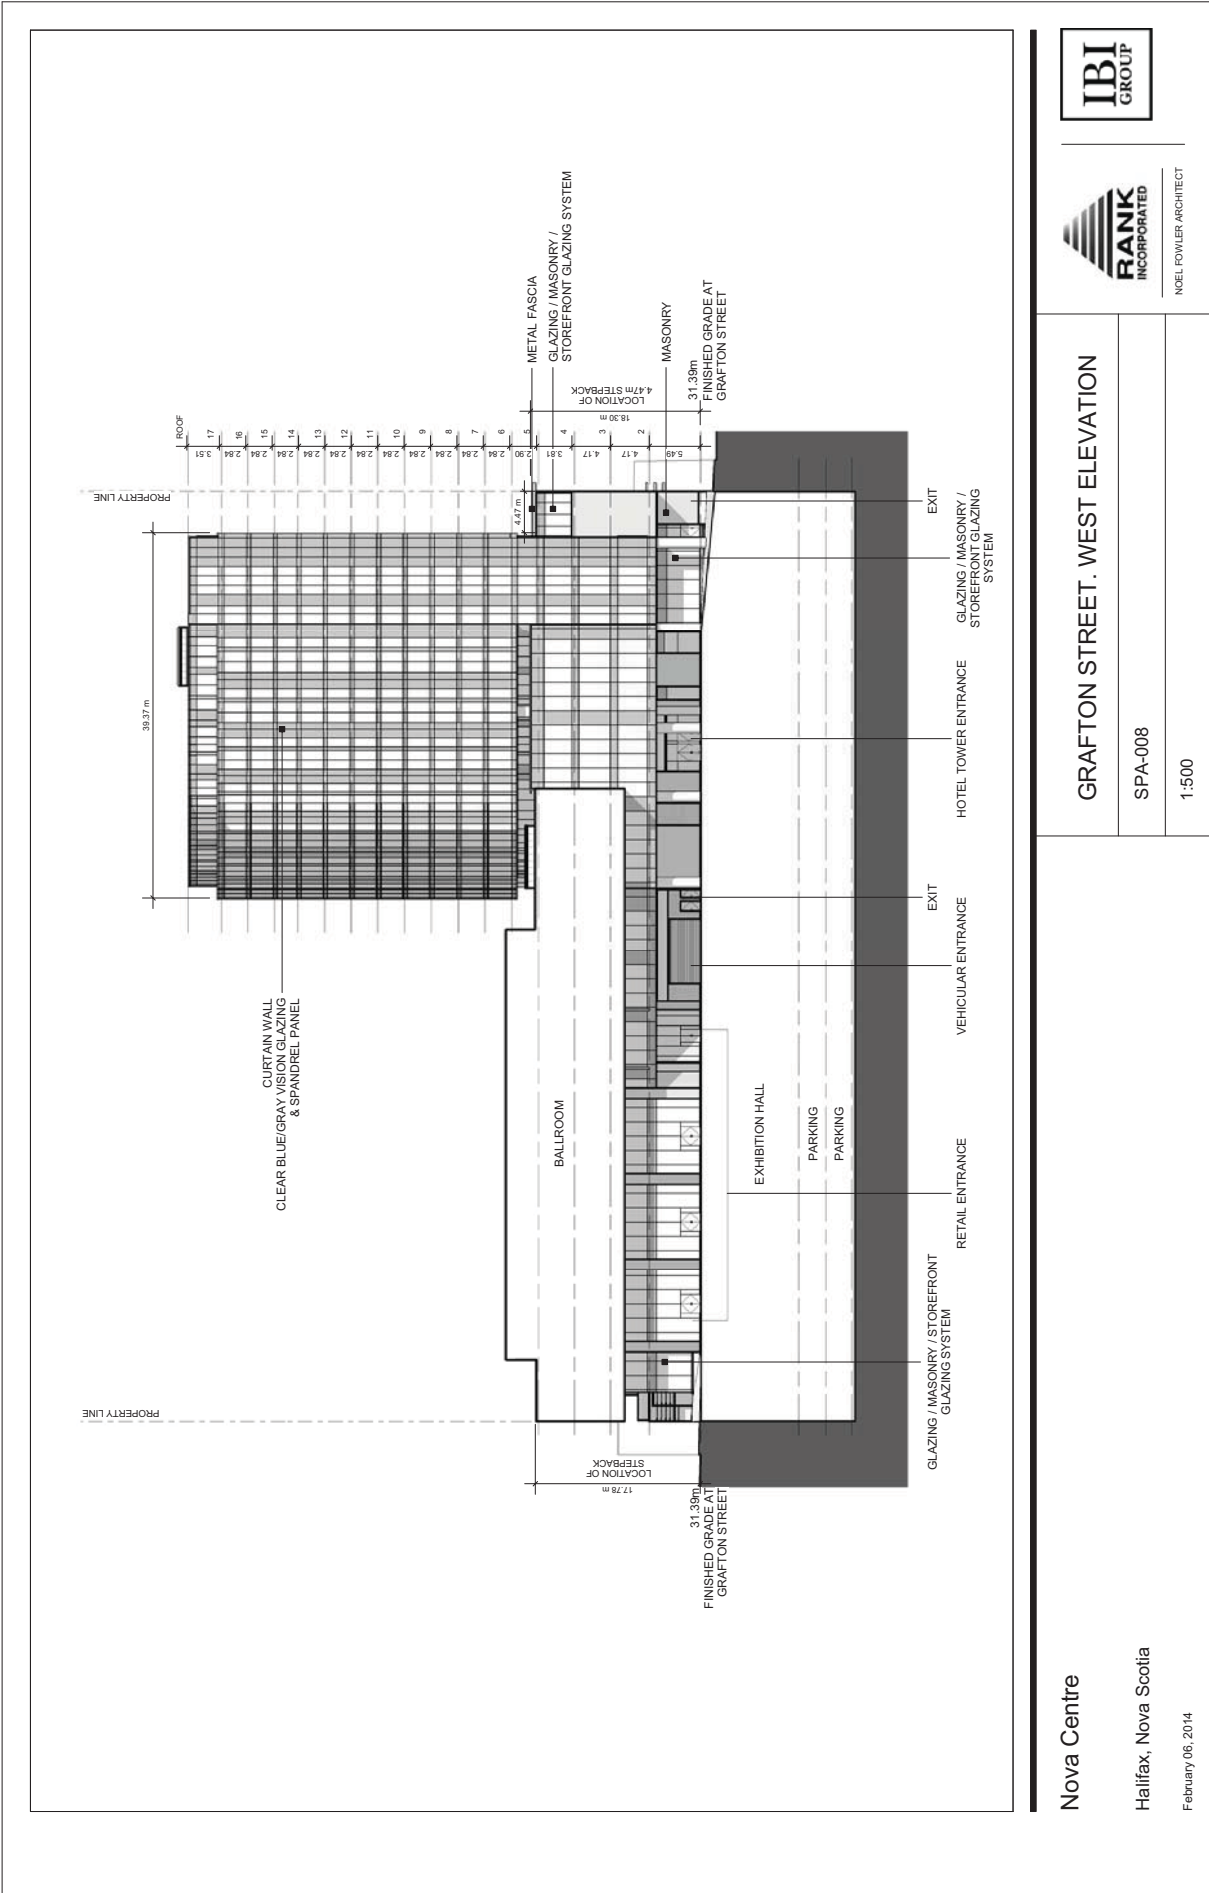 PROPERTY LINE
PROPERTY LINE
39.37 m
CURTAIN WALL
CLEAR BLUE/GRAY VISION GLAZING
& SPANDREL PANEL
ROOF
17
16
15
14
13
12
11
10
9
8
7
6
5
4
3
2
3.51
2.84
2.84
2.84
2.84
2.84
2.84
2.84
2.84
2.84
2.84
2.90
3.81
4.17
4.17
5.49
4.47 m
18.30 m
LOCATION OF
4.47m STEPBACK
METAL FASCIA
GLAZING / MASONRY /
STOREFRONT GLAZING SYSTEM
MASONRY
31.39m
FINISHED GRADE AT
GRAFTON STREET
BALLROOM
LOCATION OF
STEPBACK
17.78 m
31.39m
FINISHED GRADE AT
GRAFTON STREET
EXHIBITION HALL
PARKING
PARKING
GLAZING / MASONRY / STOREFRONT
GLAZING SYSTEM
RETAIL ENTRANCE
VEHICULAR ENTRANCE
EXIT
HOTEL TOWER ENTRANCE
GLAZING / MASONRY /
STOREFRONT GLAZING
SYSTEM
EXIT
Nova Centre
Halifax, Nova Scotia
February 06, 2014
GRAFTON STREET. WEST ELEVATION
SPA-008
1:500
RANK
INCORPORATED
NOEL FOWLER ARCHITECT
IBI
GROUP